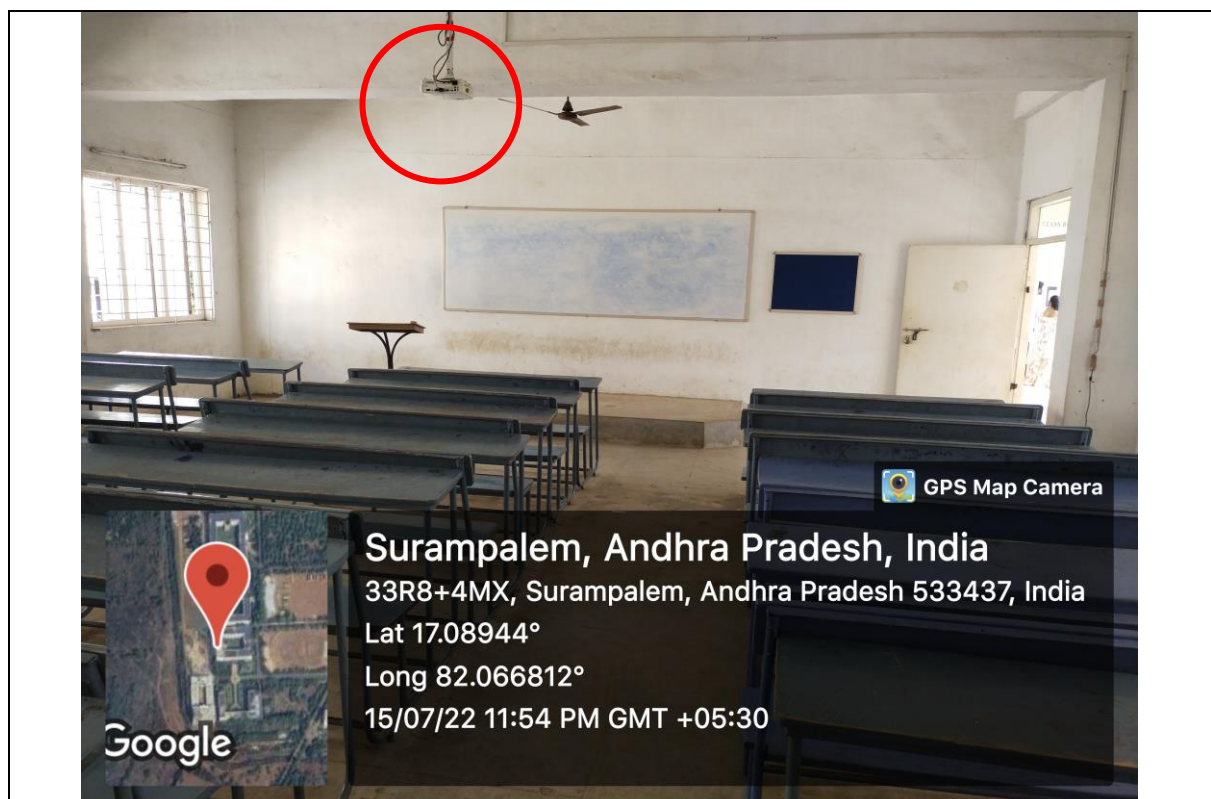 GPS Map Camera
Surampalem, Andhra Pradesh, India
33R8+4MX, Surampalem, Andhra Pradesh 533437, India
Lat 17.08944°
Long 82.066812°
15/07/22 11:54 PM GMT +05:30
Google